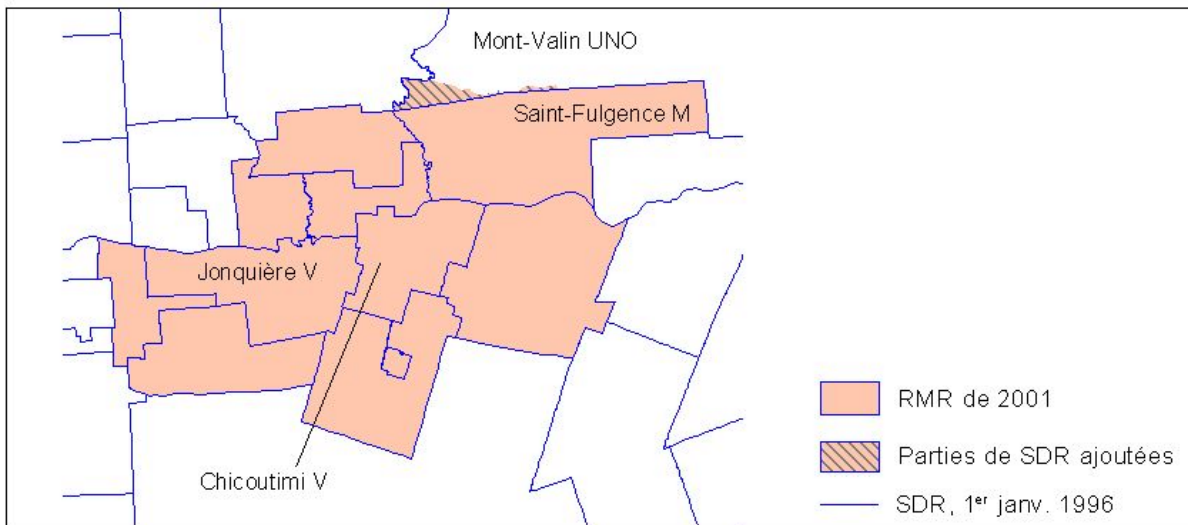 Mont-Valin UNO
Saint-Fulgence M
Jonquière V
Chicoutimi V
RMR de 2001
Parties de SDR ajoutées
SDR, 1er janv. 1996